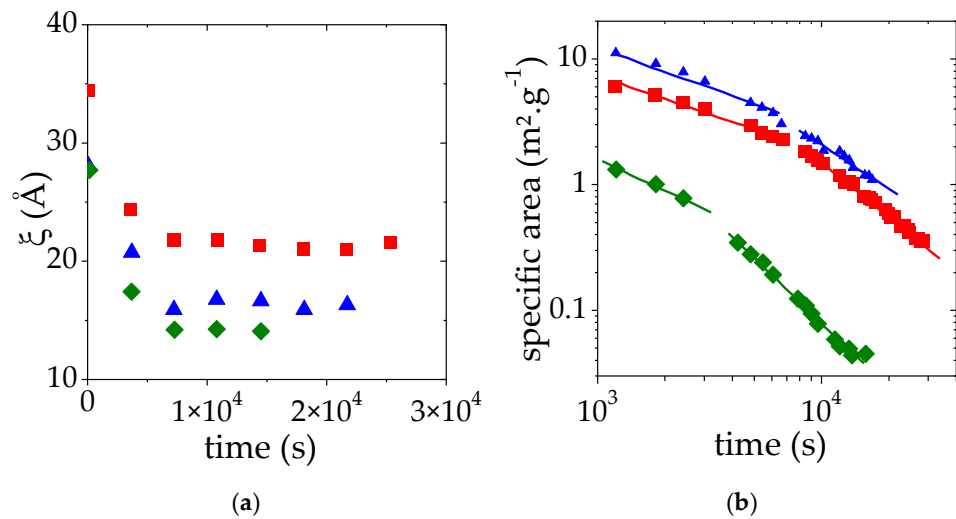 40
30
20
10
ξ (Å)
0
1×10⁴
2×10⁴
3×10⁴
time (s)
(a)
10
1
0.1
specific area (m²·g⁻¹)
10³
10⁴
time (s)
(b)